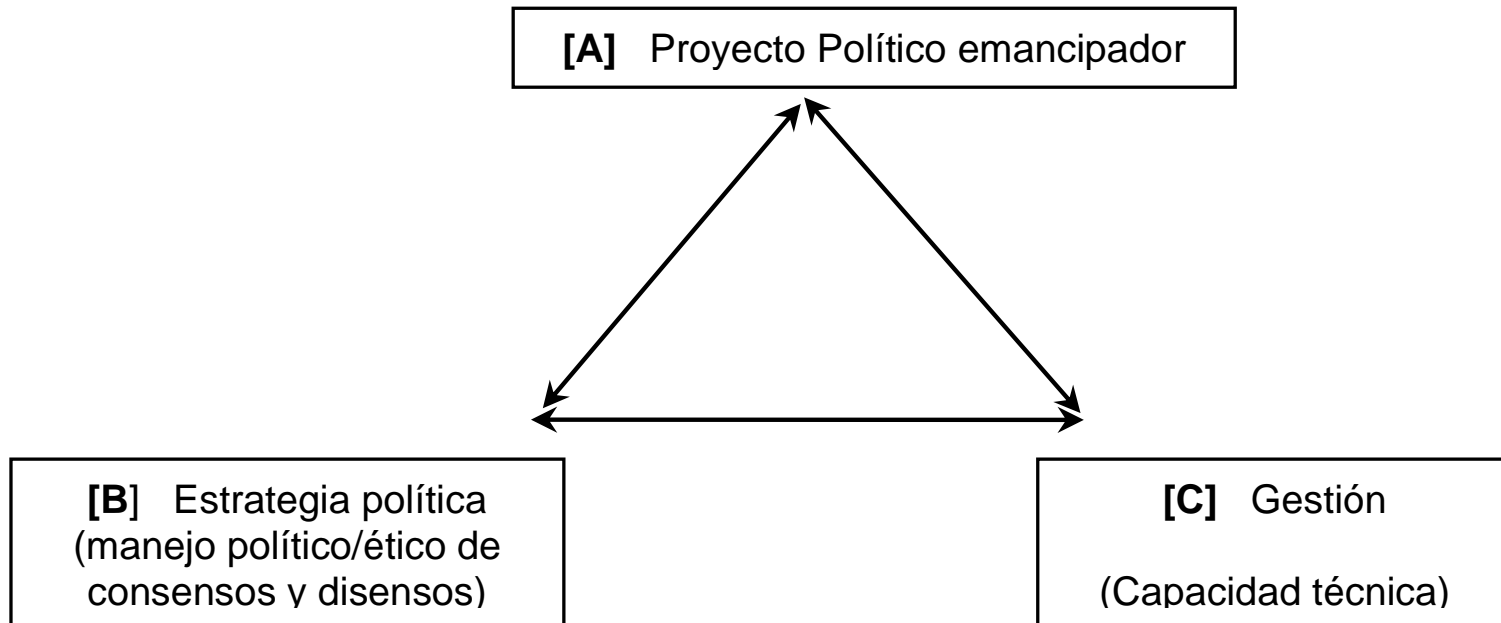 [A] Proyecto Político emancipador
[B] Estrategia política
(manejo político/ético de
consensos y disensos)
[C] Gestión
(Capacidad técnica)